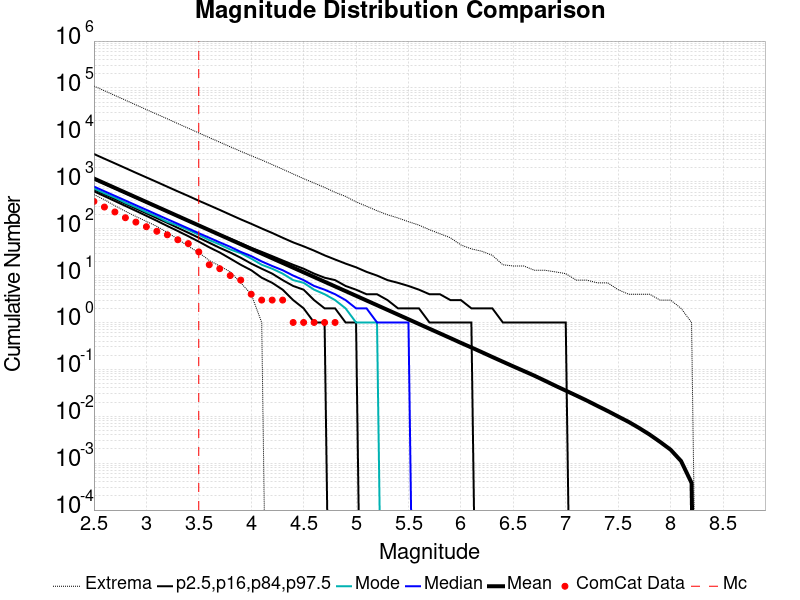 Magnitude Distribution Comparison
10^6
10^5
10^4
10^3
10^2
10^1
10^0
10^-1
10^-2
10^-3
10^-4
Cumulative Number
2.5 3 3.5 4 4.5 5 5.5 6 6.5 7 7.5 8 8.5
Magnitude
Extrema p2.5,p16,p84,p97.5 Mode Median Mean ComCat Data Mc